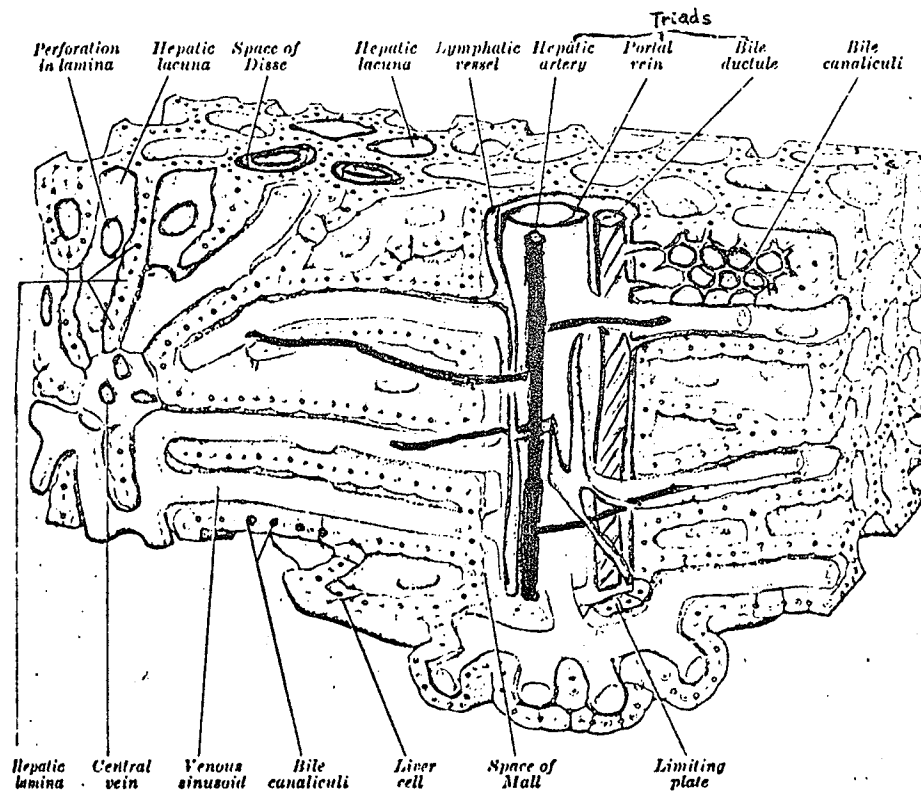 Triads
Perforation in lamina
Hepatic lacuna
Space of Disse
Hepatic lacuna
Lymphatic vessel
Hepatic artery
Portal vein
Bile ductule
Bile canaliculi
Hepatic lamina
Central vein
Venous sinusoid
Bile canaliculi
Liver cell
Space of Mall
Limiting plate